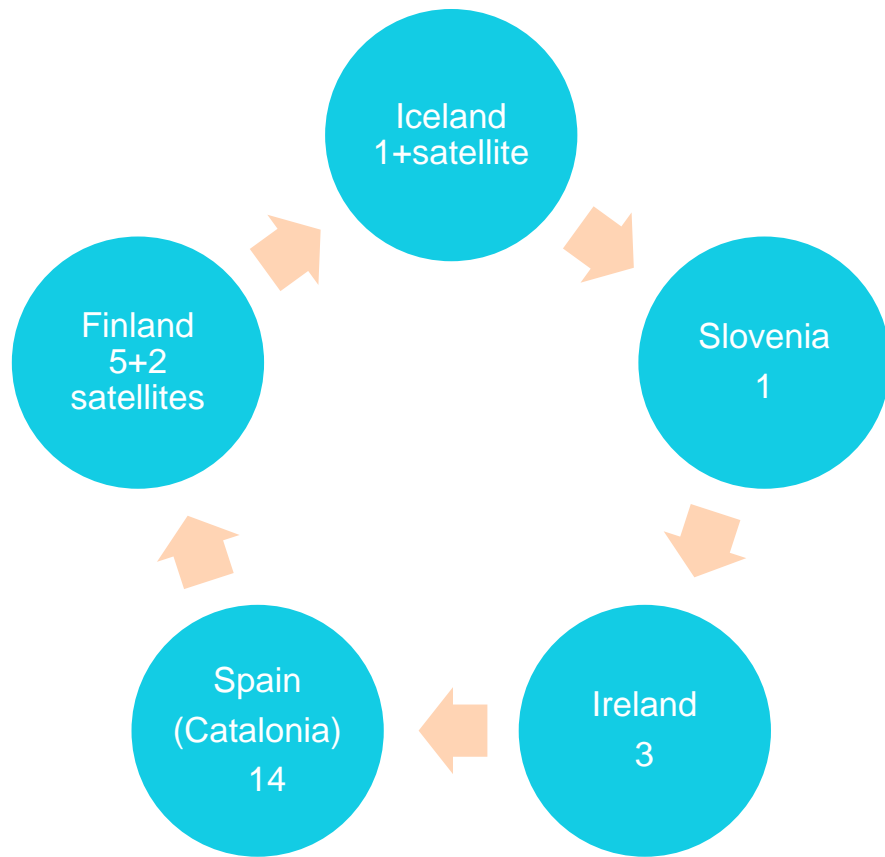 Iceland
1+satellite
Slovenia
1
Ireland
3
Spain
(Catalonia)
14
Finland
5+2
satellites